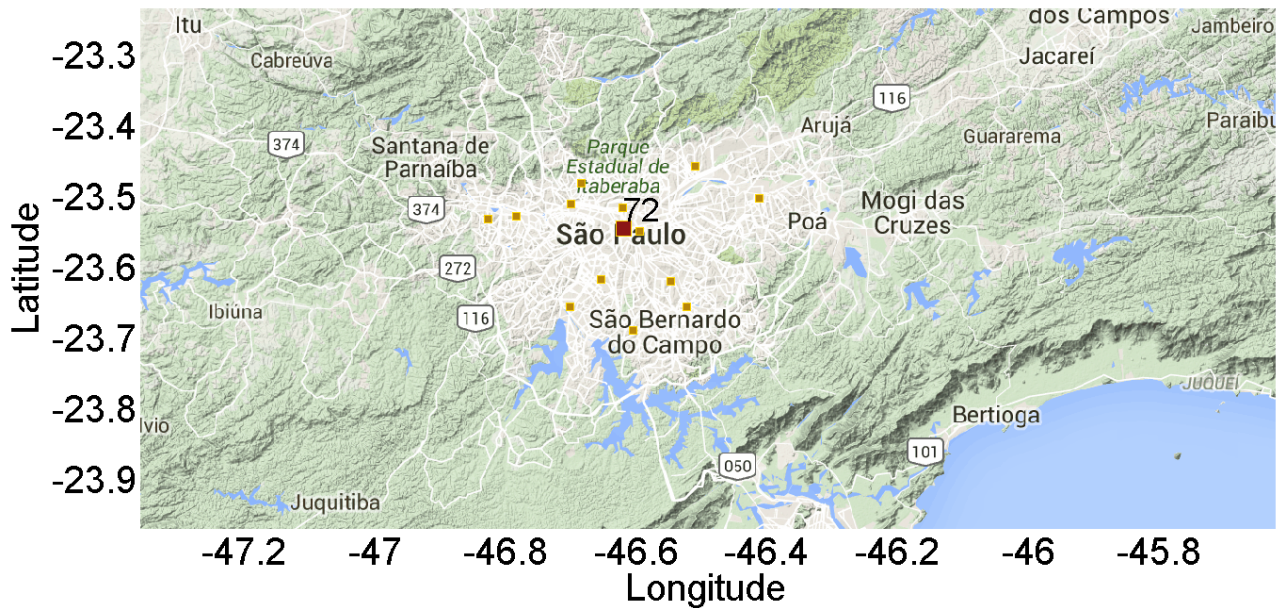 Itu
dos Campos
Jambeiro
-23.3
Cabreúva
Jacareí
116
Paraibu
-23.4
Arujá
Guararema
374
Santana de
Parnaíba
Parque
Estadual de
Itaberaba
-23.5
374
72
Poá
Mogi das
Cruzes
São Paulo
-23.6
272
Latitude
Ibiúna
116
São Bernardo
do Campo
-23.7
JUQUEI
-23.8
lvio
Bertioga
101
050
-23.9
Juquitiba
-47.2 -47 -46.8 -46.6 -46.4 -46.2 -46 -45.8
Longitude